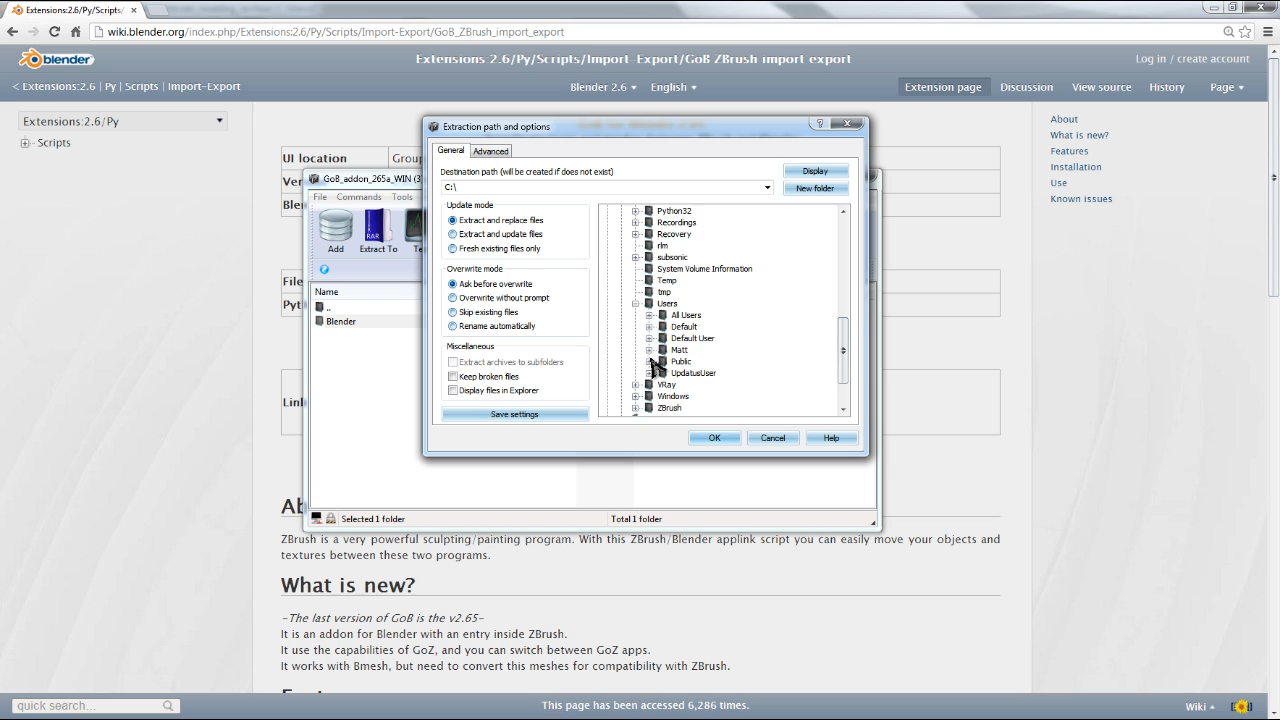 Extensions:2.6/Py/Scripts/
wiki.blender.org/index.php/Extensions:2.6/Py/Scripts/Import-Export/GoB_ZBrush_import_export
blender
Extensions:2.6/Py/Scripts/Import-Export/GoB ZBrush import export
Log in / create account
< Extensions:2.6 | Py | Scripts | Import-Export
Blender 2.6
English
Extension page
Discussion
View source
History
Page
Extensions:2.6/Py
Scripts
About
What is new?
Features
Installation
Use
Known issues
UI location
Group
Ver
Blen
File
Pyt
Link
GoB_addon_265a_WIN (3
File Commands Tools
Add
Extract To
Te
Name
..
Blender
Selected 1 folder
Total 1 folder
Extraction path and options
General
Advanced
Destination path (will be created if does not exist)
C:\
Display
New folder
Update mode
Extract and replace files
Extract and update files
Fresh existing files only
Overwrite mode
Ask before overwrite
Overwrite without prompt
Skip existing files
Rename automatically
Miscellaneous
Extract archives to subfolders
Keep broken files
Display files in Explorer
Save settings
Python32
Recordings
Recovery
rlm
subsonic
System Volume Information
Temp
tmp
Users
All Users
Default
Default User
Matt
Public
UpdatusUser
VRay
Windows
ZBrush
OK
Cancel
Help
Ab
ZBrush is a very powerful sculpting/painting program. With this ZBrush/Blender applink script you can easily move your objects and
textures between these two programs.
What is new?
-The last version of GoB is the v2.65-
It is an addon for Blender with an entry inside ZBrush.
It use the capabilities of GoZ, and you can switch between GoZ apps.
It works with Bmesh, but need to convert this meshes for compatibility with ZBrush.
quick search...
This page has been accessed 6,286 times.
Wiki